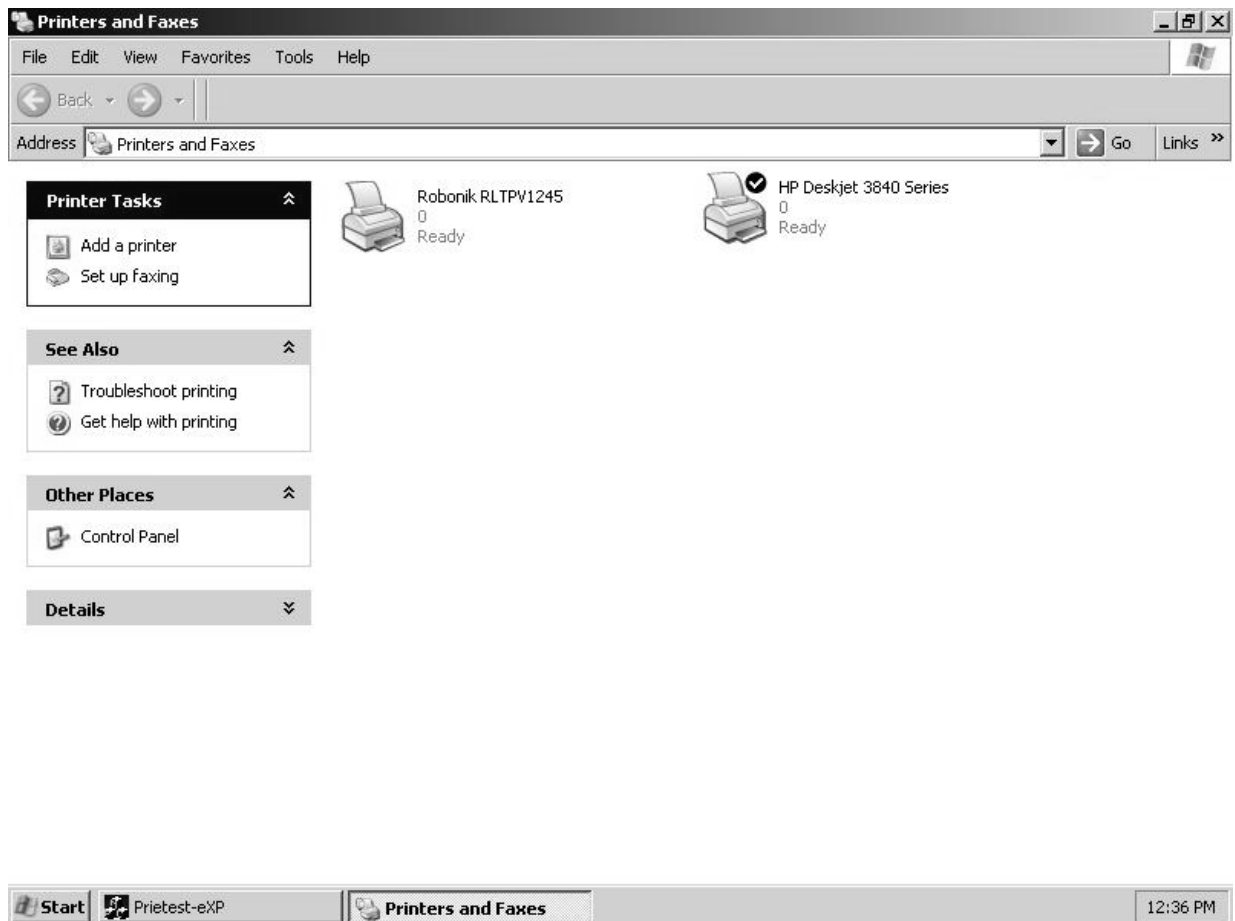 Printers and Faxes
File Edit View Favorites Tools Help
Back
Address Printers and Faxes Go Links »
Printer Tasks
Add a printer
Set up faxing
See Also
Troubleshoot printing
Get help with printing
Other Places
Control Panel
Details
Robonik RLTPV1245
0
Ready
HP Deskjet 3840 Series
0
Ready
Start Prietest-eXP Printers and Faxes 12:36 PM